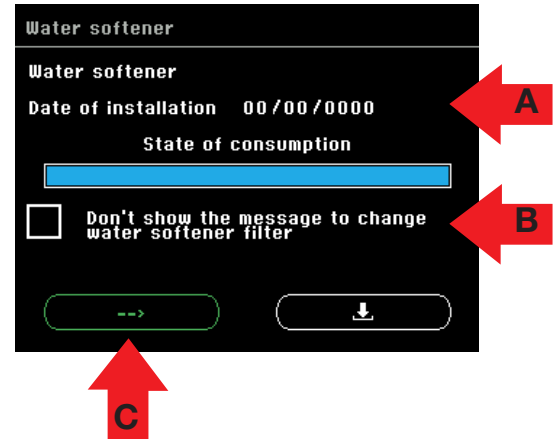 Water softener
Water softener
Date of installation 00/00/0000
A
State of consumption
Don't show the message to change
water softener filter
B
-->
C